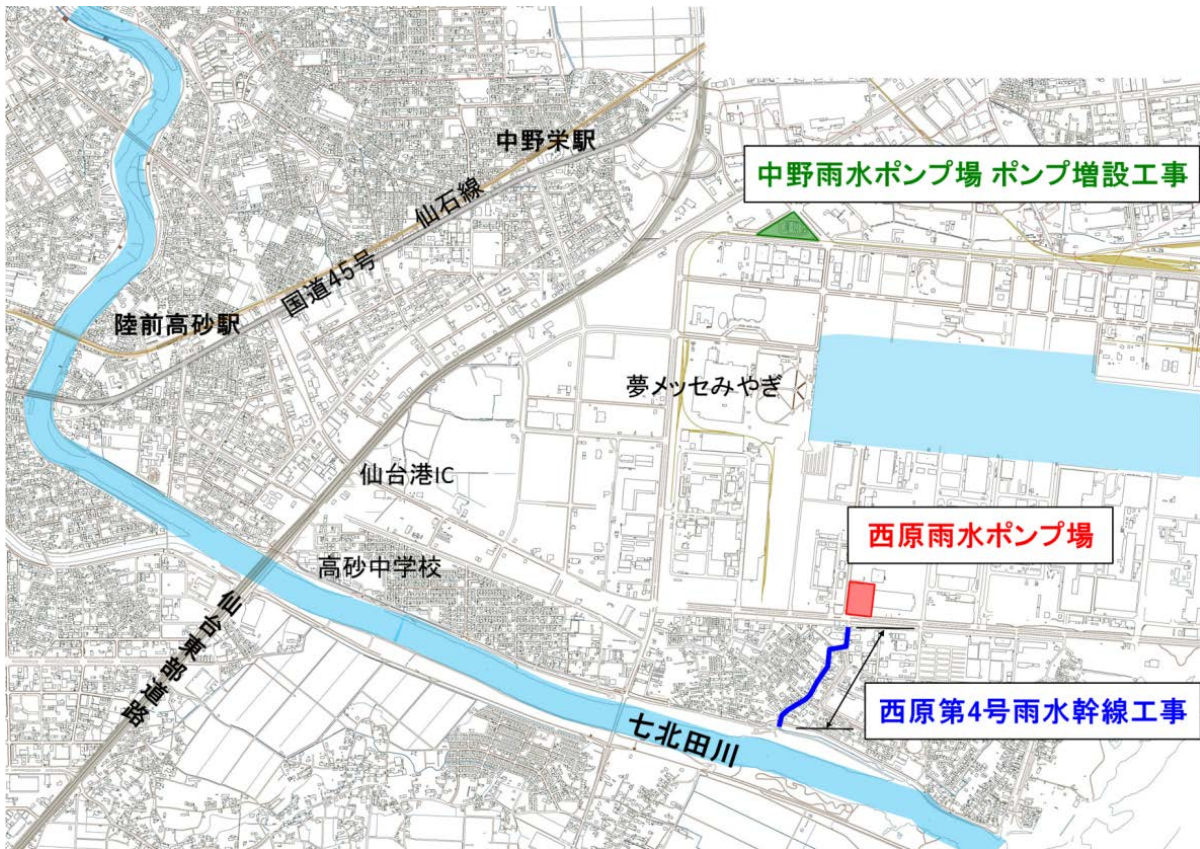 中野栄駅
中野雨水ポンプ場 ポンプ増設工事
仙石線
国道45号
陸前高砂駅
夢メッセみやぎ
仙台港IC
西原雨水ポンプ場
高砂中学校
仙台東部道路
西原第4号雨水幹線工事
七北田川